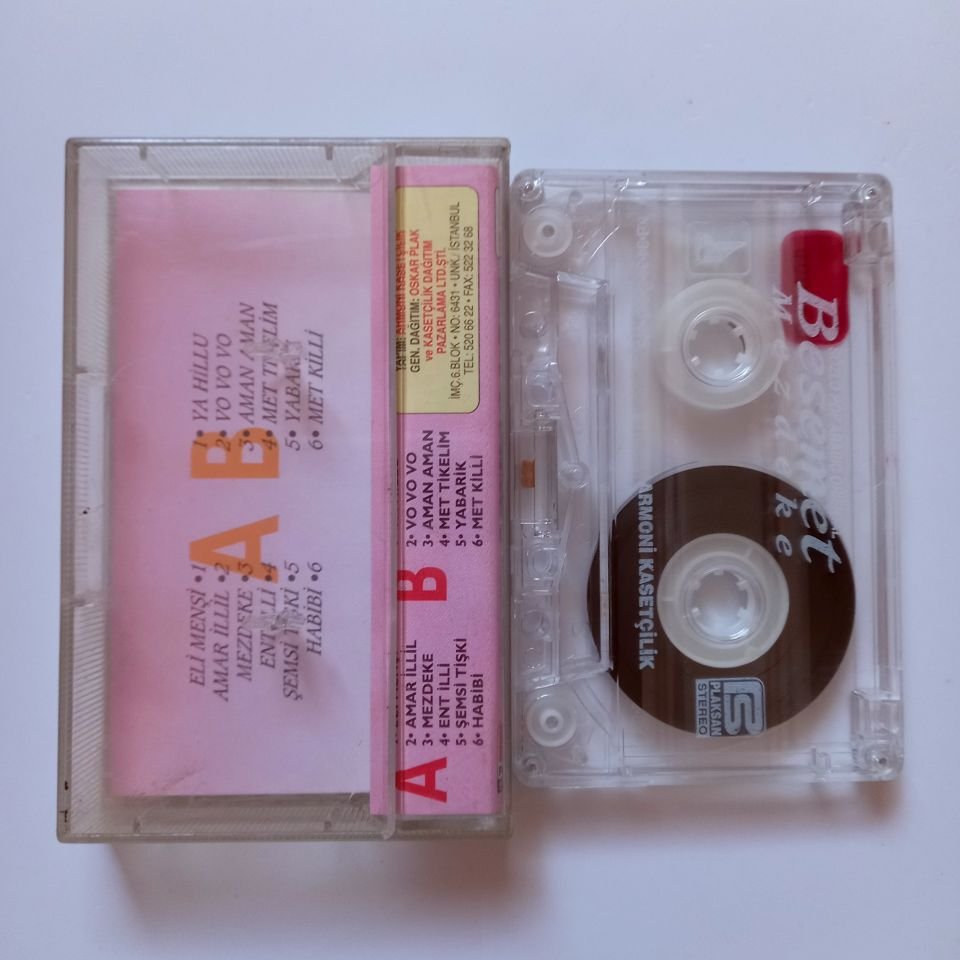 A B
ELİ MENŞİ •1
AMAR İLLİL •2
MEZDEKE •3
ENT İLLİ •4
ŞEMSİ TİŞKİ •5
HABİBİ •6
1• YA HİLLU
2• VO VO VO
3• AMAN AMAN
4• MET TİKELİM
5• YABARİK
6• MET KİLLİ
YAPIM: ARMONİ KASETÇİLİK
GEN. DAĞITIM: OSKAR PLAK
ve KASETÇİLİK DAĞITIM
PAZARLAMA LTD.ŞTİ.
İMÇ.6.BLOK • NO: 6431 • UNK./ İSTANBUL
TEL: 520 66 22 • FAX: 522 32 68
A
2• AMAR İLLİL
3• MEZDEKE
4• ENT İLLİ
5• ŞEMSİ TİŞKİ
6• HABİBİ
B
2• VO VO VO
3• AMAN AMAN
4• MET TİKELİM
5• YABARİK
6• MET KİLLİ
Bosemet
Mezdeke
ARMONİ KASETÇİLİK
PLAKSAN
STEREO